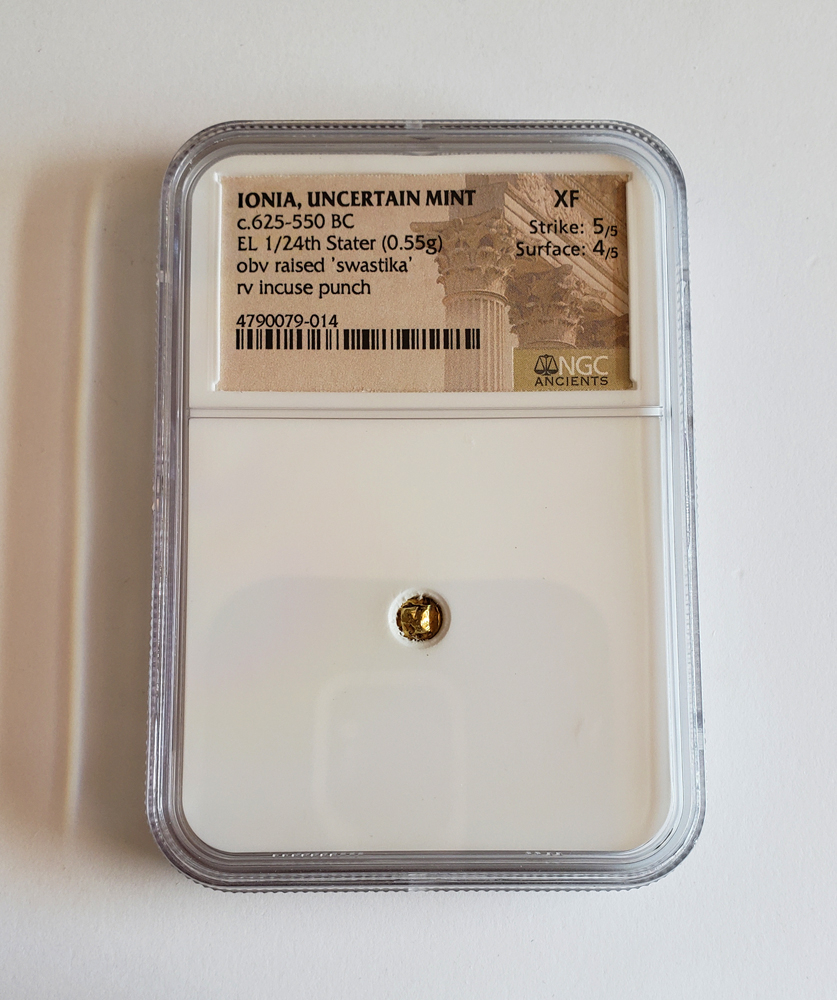 IONIA, UNCERTAIN MINT
c.625-550 BC
EL 1/24th Stater (0.55g)
obv raised 'swastika'
rv incuse punch
4790079-014
XF
Strike: 5/5
Surface: 4/5
NGC
ANCIENTS